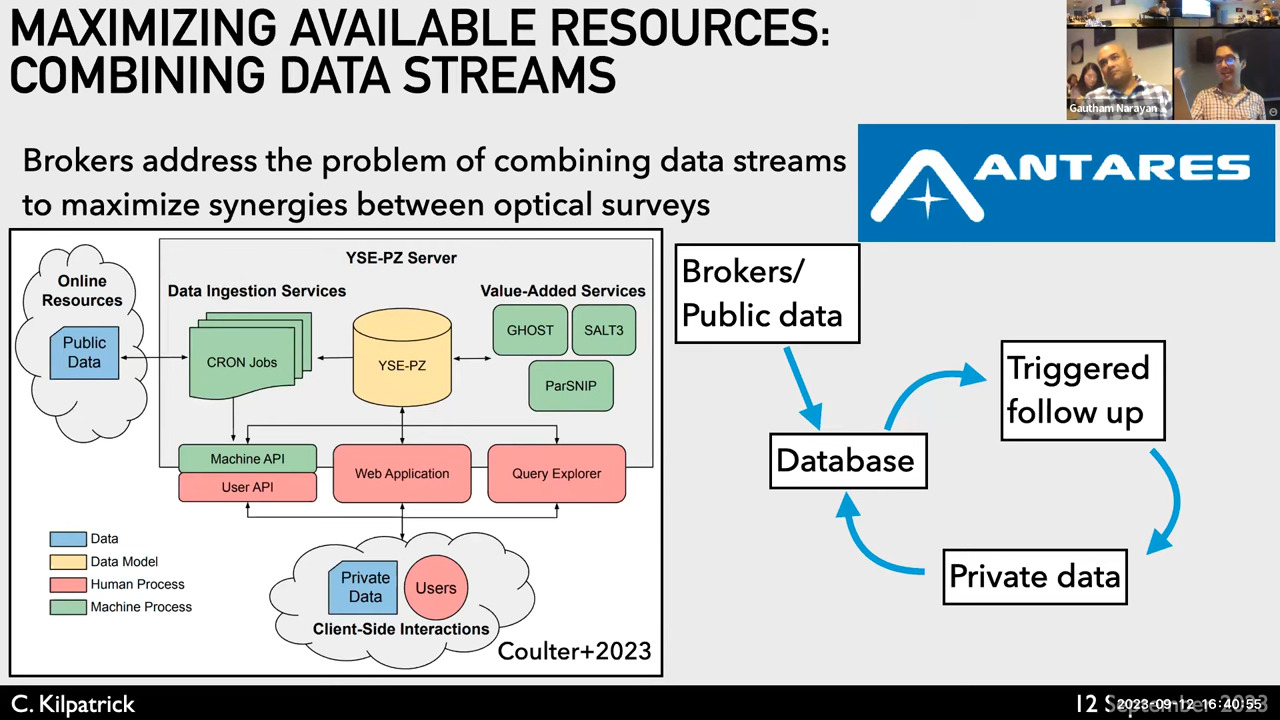 MAXIMIZING AVAILABLE RESOURCES:
COMBINING DATA STREAMS
Gautham Narayan
Brokers address the problem of combining data streams
to maximize synergies between optical surveys
ANTARES
YSE-PZ Server
Online
Resources
Public
Data
Data Ingestion Services
CRON Jobs
YSE-PZ
Value-Added Services
GHOST
SALT3
ParSNIP
Machine API
User API
Web Application
Query Explorer
Data
Data Model
Human Process
Machine Process
Private
Data
Users
Client-Side Interactions
Coulter+2023
Brokers/
Public data
Triggered
follow up
Database
Private data
C. Kilpatrick
12 September 2023
2023-09-12 16:40:55